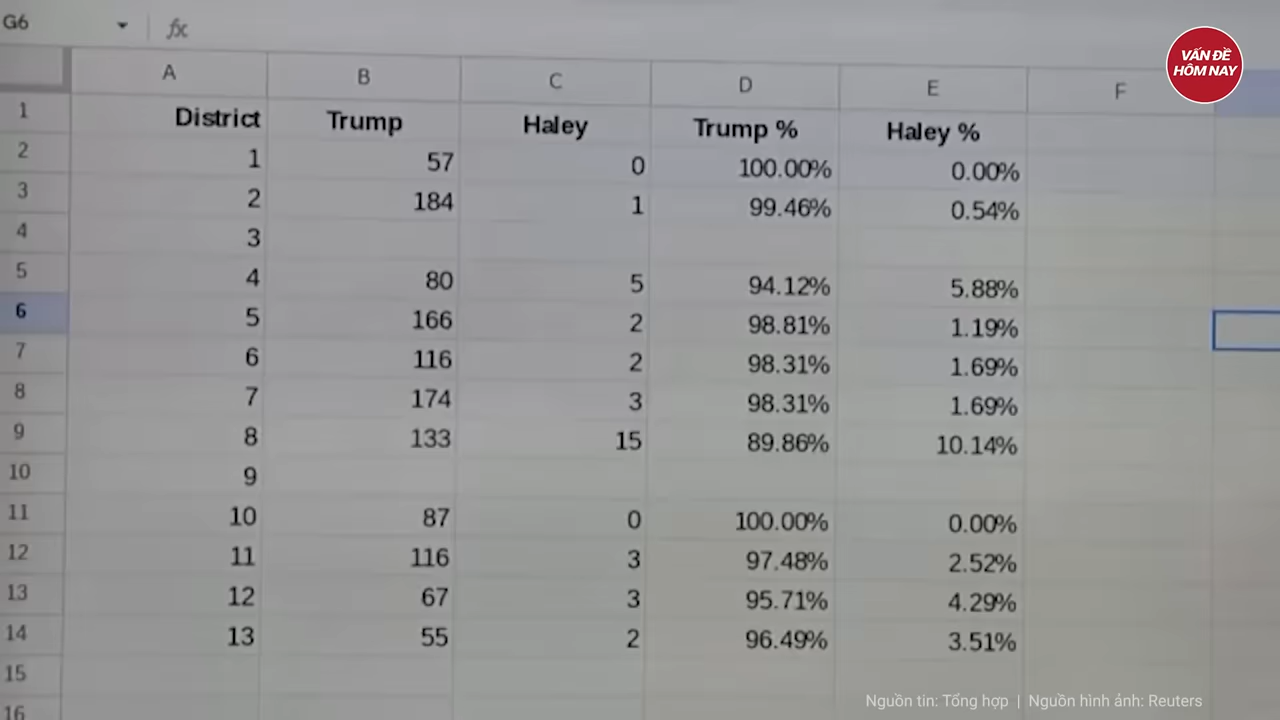 G6 fx
A B C D E F
1 District Trump Haley Trump % Haley %
2 1 57 0 100.00% 0.00%
3 2 184 1 99.46% 0.54%
4 3
5 4 80 5 94.12% 5.88%
6 5 166 2 98.81% 1.19%
7 6 116 2 98.31% 1.69%
8 7 174 3 98.31% 1.69%
9 8 133 15 89.86% 10.14%
10 9
11 10 87 0 100.00% 0.00%
12 11 116 3 97.48% 2.52%
13 12 67 3 95.71% 4.29%
14 13 55 2 96.49% 3.51%
15
16
VẤN ĐỀ
HÔM NAY
Nguồn tin: Tổng hợp | Nguồn hình ảnh: Reuters